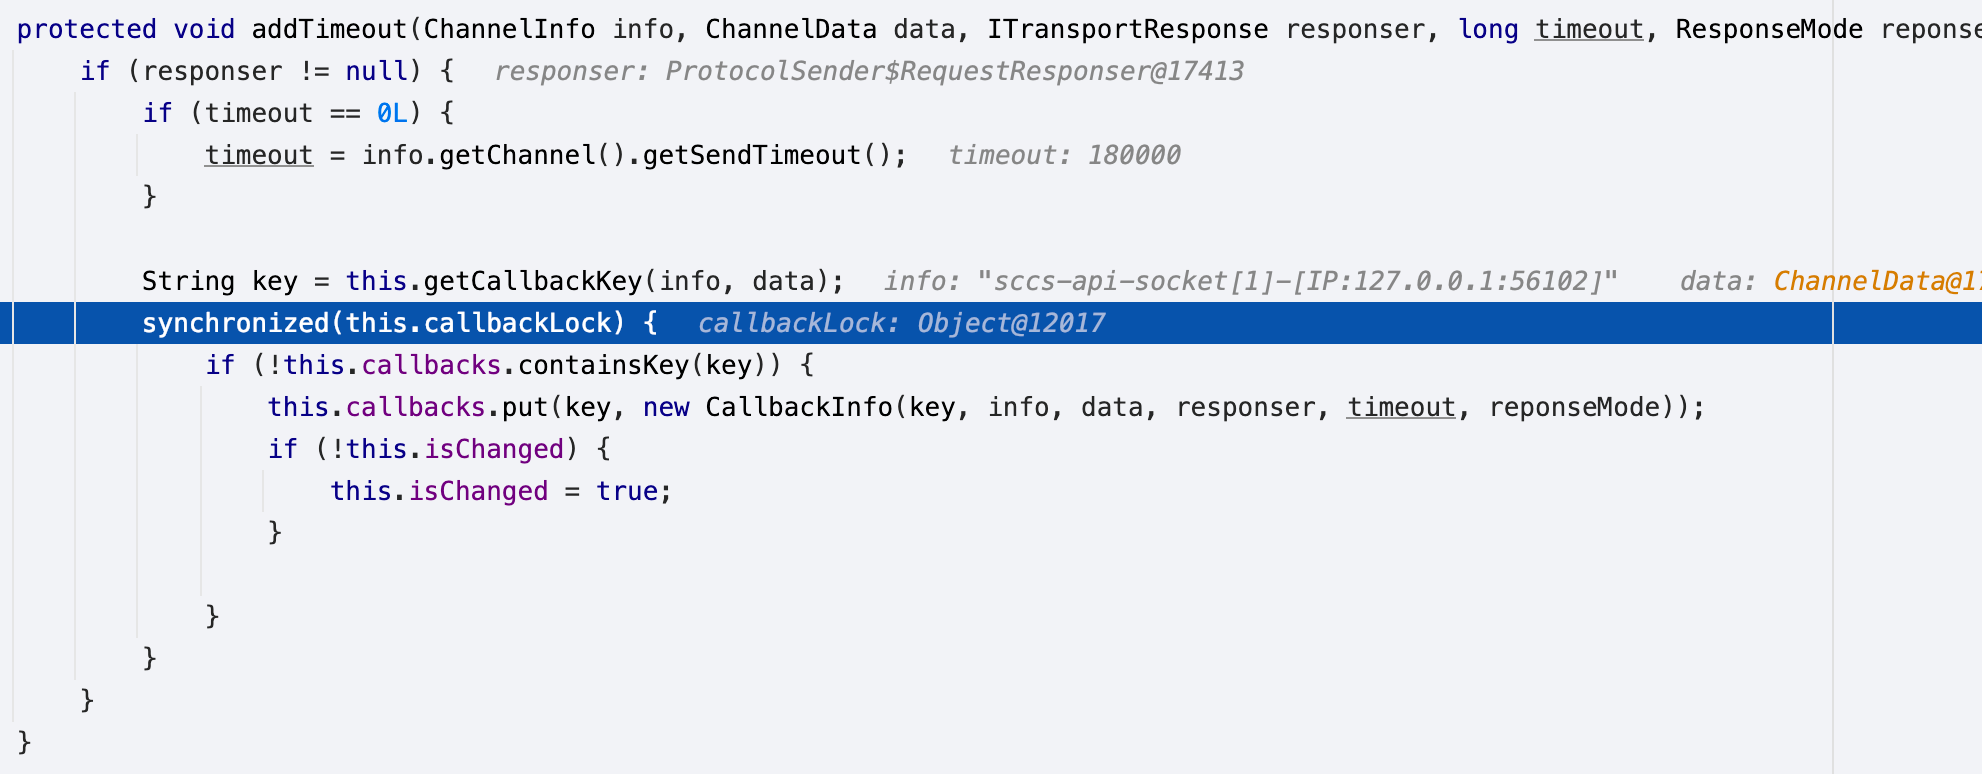 protected void addTimeout(ChannelInfo info, ChannelData data, ITransportResponse responser, long timeout, ResponseMode reponse
if (responser != null) { responser: ProtocolSender$RequestResponser@17413
if (timeout == 0L) {
timeout = info.getChannel().getSendTimeout(); timeout: 180000
}
String key = this.getCallbackKey(info, data); info: "sccs-api-socket[1]-[IP:127.0.0.1:56102]" data: ChannelData@17
synchronized(this.callbackLock) { callbackLock: Object@12017
if (!this.callbacks.containsKey(key)) {
this.callbacks.put(key, new CallbackInfo(key, info, data, responser, timeout, reponseMode));
if (!this.isChanged) {
this.isChanged = true;
}
}
}
}
}